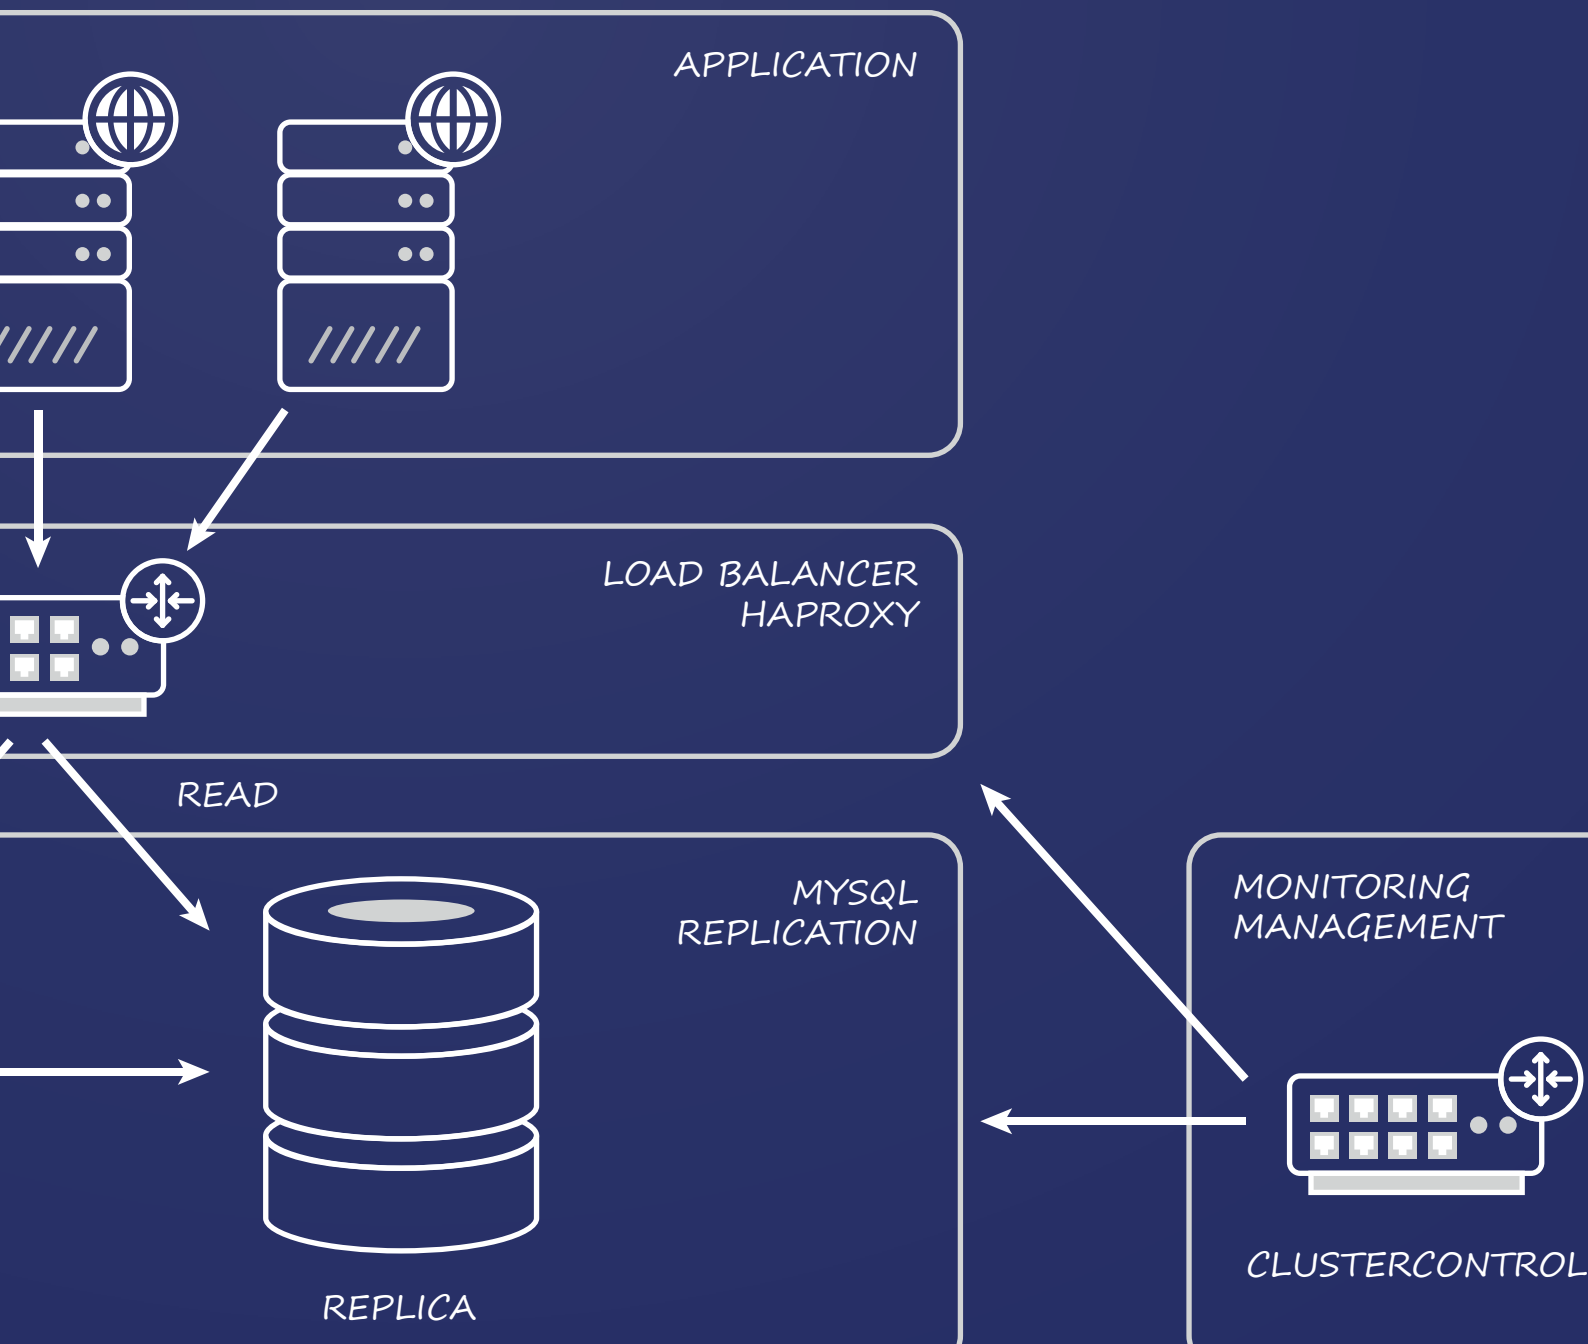 APPLICATION
LOAD BALANCER
HAPROXY
READ
MYSQL
REPLICATION
MONITORING
MANAGEMENT
CLUSTERCONTROL
REPLICA